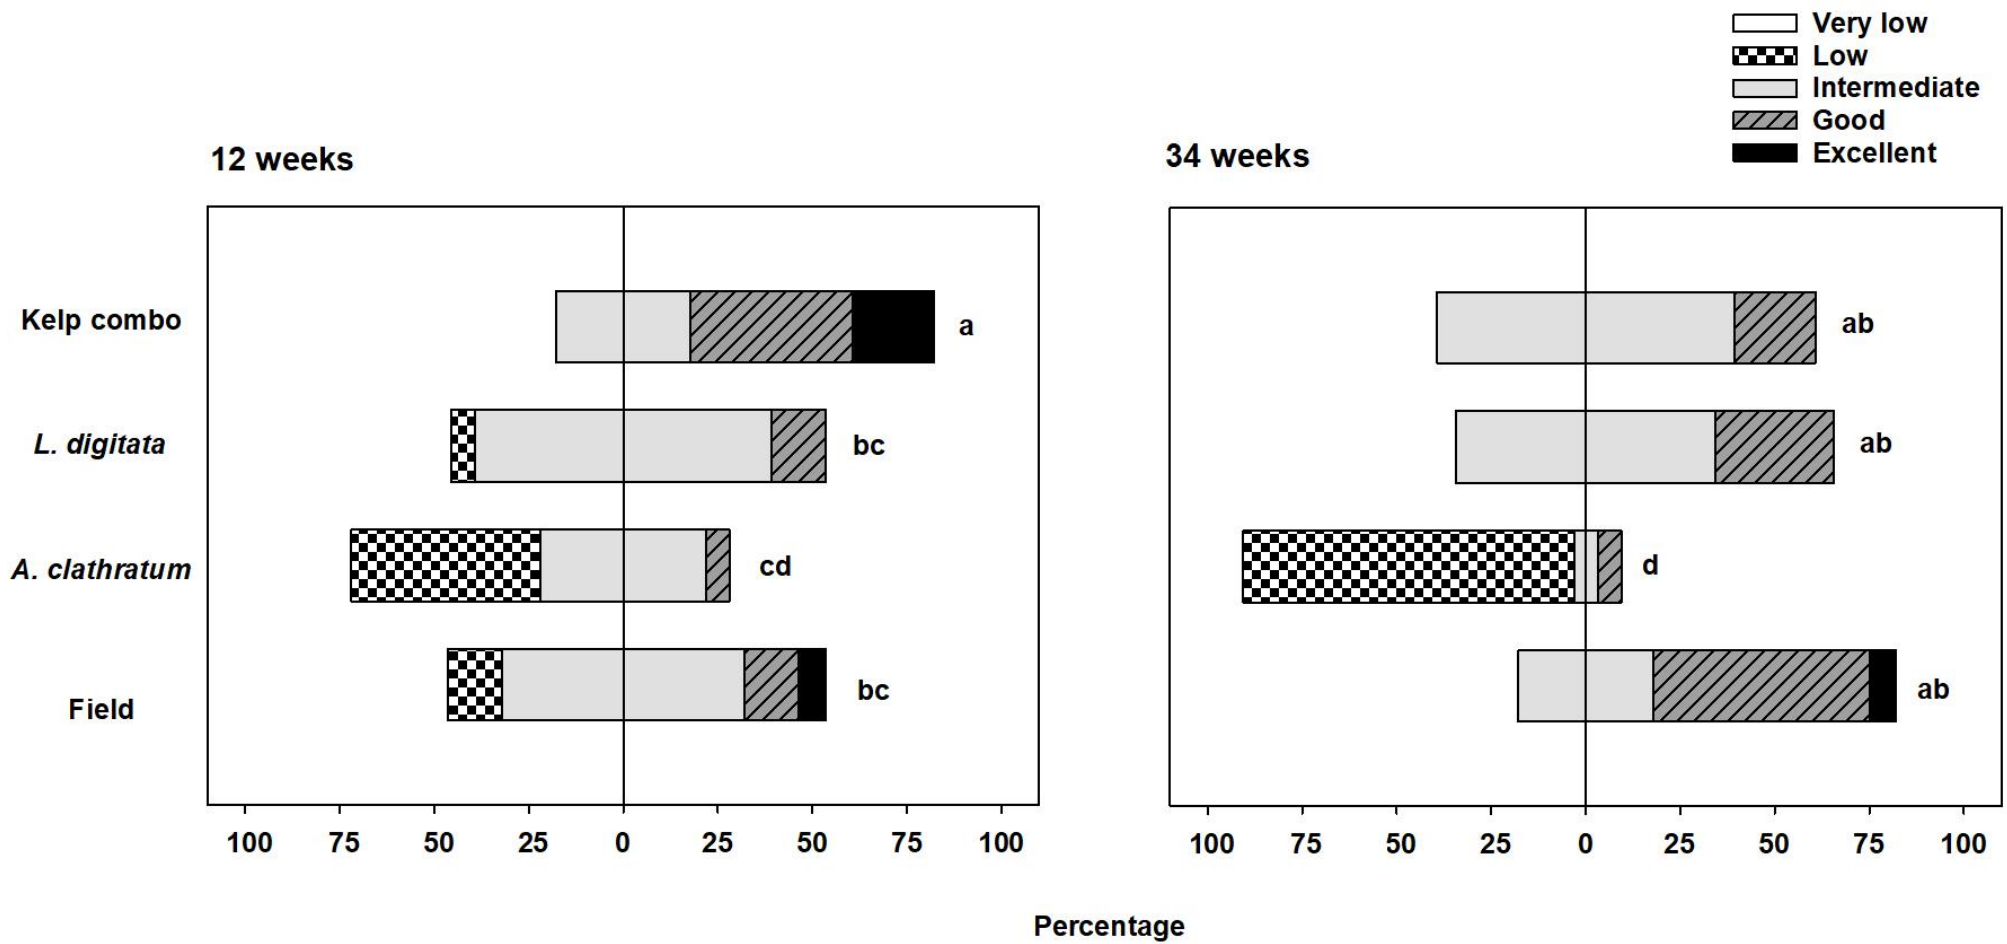 Very low
Low
Intermediate
Good
Excellent
12 weeks
34 weeks
Kelp combo
a
ab
L. digitata
bc
ab
A. clathratum
cd
d
Field
bc
ab
100 75 50 25 0 25 50 75 100
100 75 50 25 0 25 50 75 100
Percentage